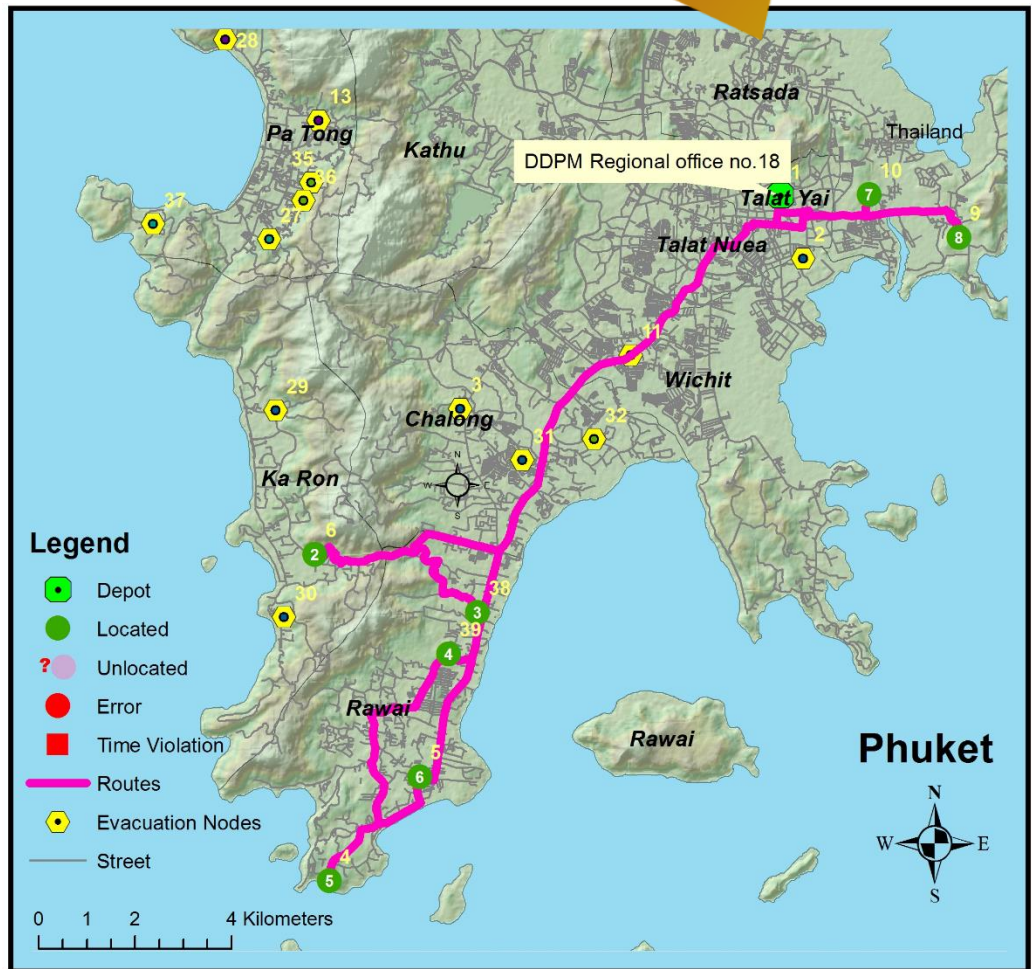 28
13
Pa Tong
35
36
37
27
Kathu
Ratsada
Thailand
DDPM Regional office no.18
1
Talat Yai
7
10
9
8
Talat Nuea
2
11
Wichit
29
3
Chalong
32
31
Ka Ron
N
W
E
S
6
2
38
3
39
4
30
Rawai
5
6
4
5
Rawai
Legend
Depot
Located
? Unlocated
Error
Time Violation
Routes
Evacuation Nodes
Street
0 1 2 4 Kilometers
Phuket
N
W
E
S